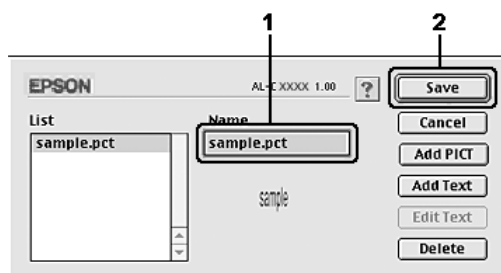 1 2
EPSON AL-CXXXX 1.00 ? Save
List Name Cancel
sample.pct sample.pct
Add PICT
sample Add Text
Edit Text
Delete